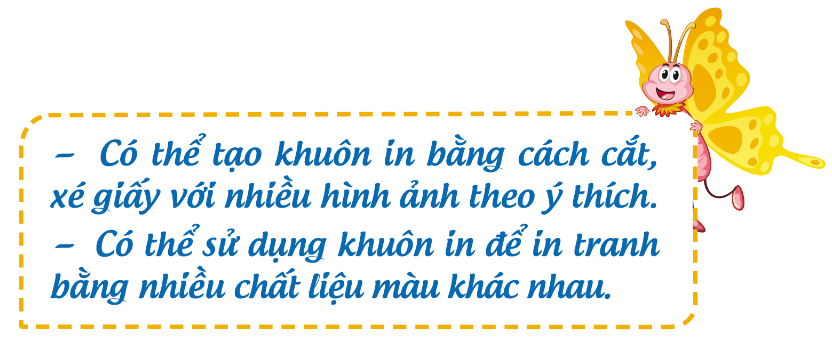 – Có thể tạo khuôn in bằng cách cắt,
xé giấy với nhiều hình ảnh theo ý thích.
– Có thể sử dụng khuôn in để in tranh
bằng nhiều chất liệu màu khác nhau.